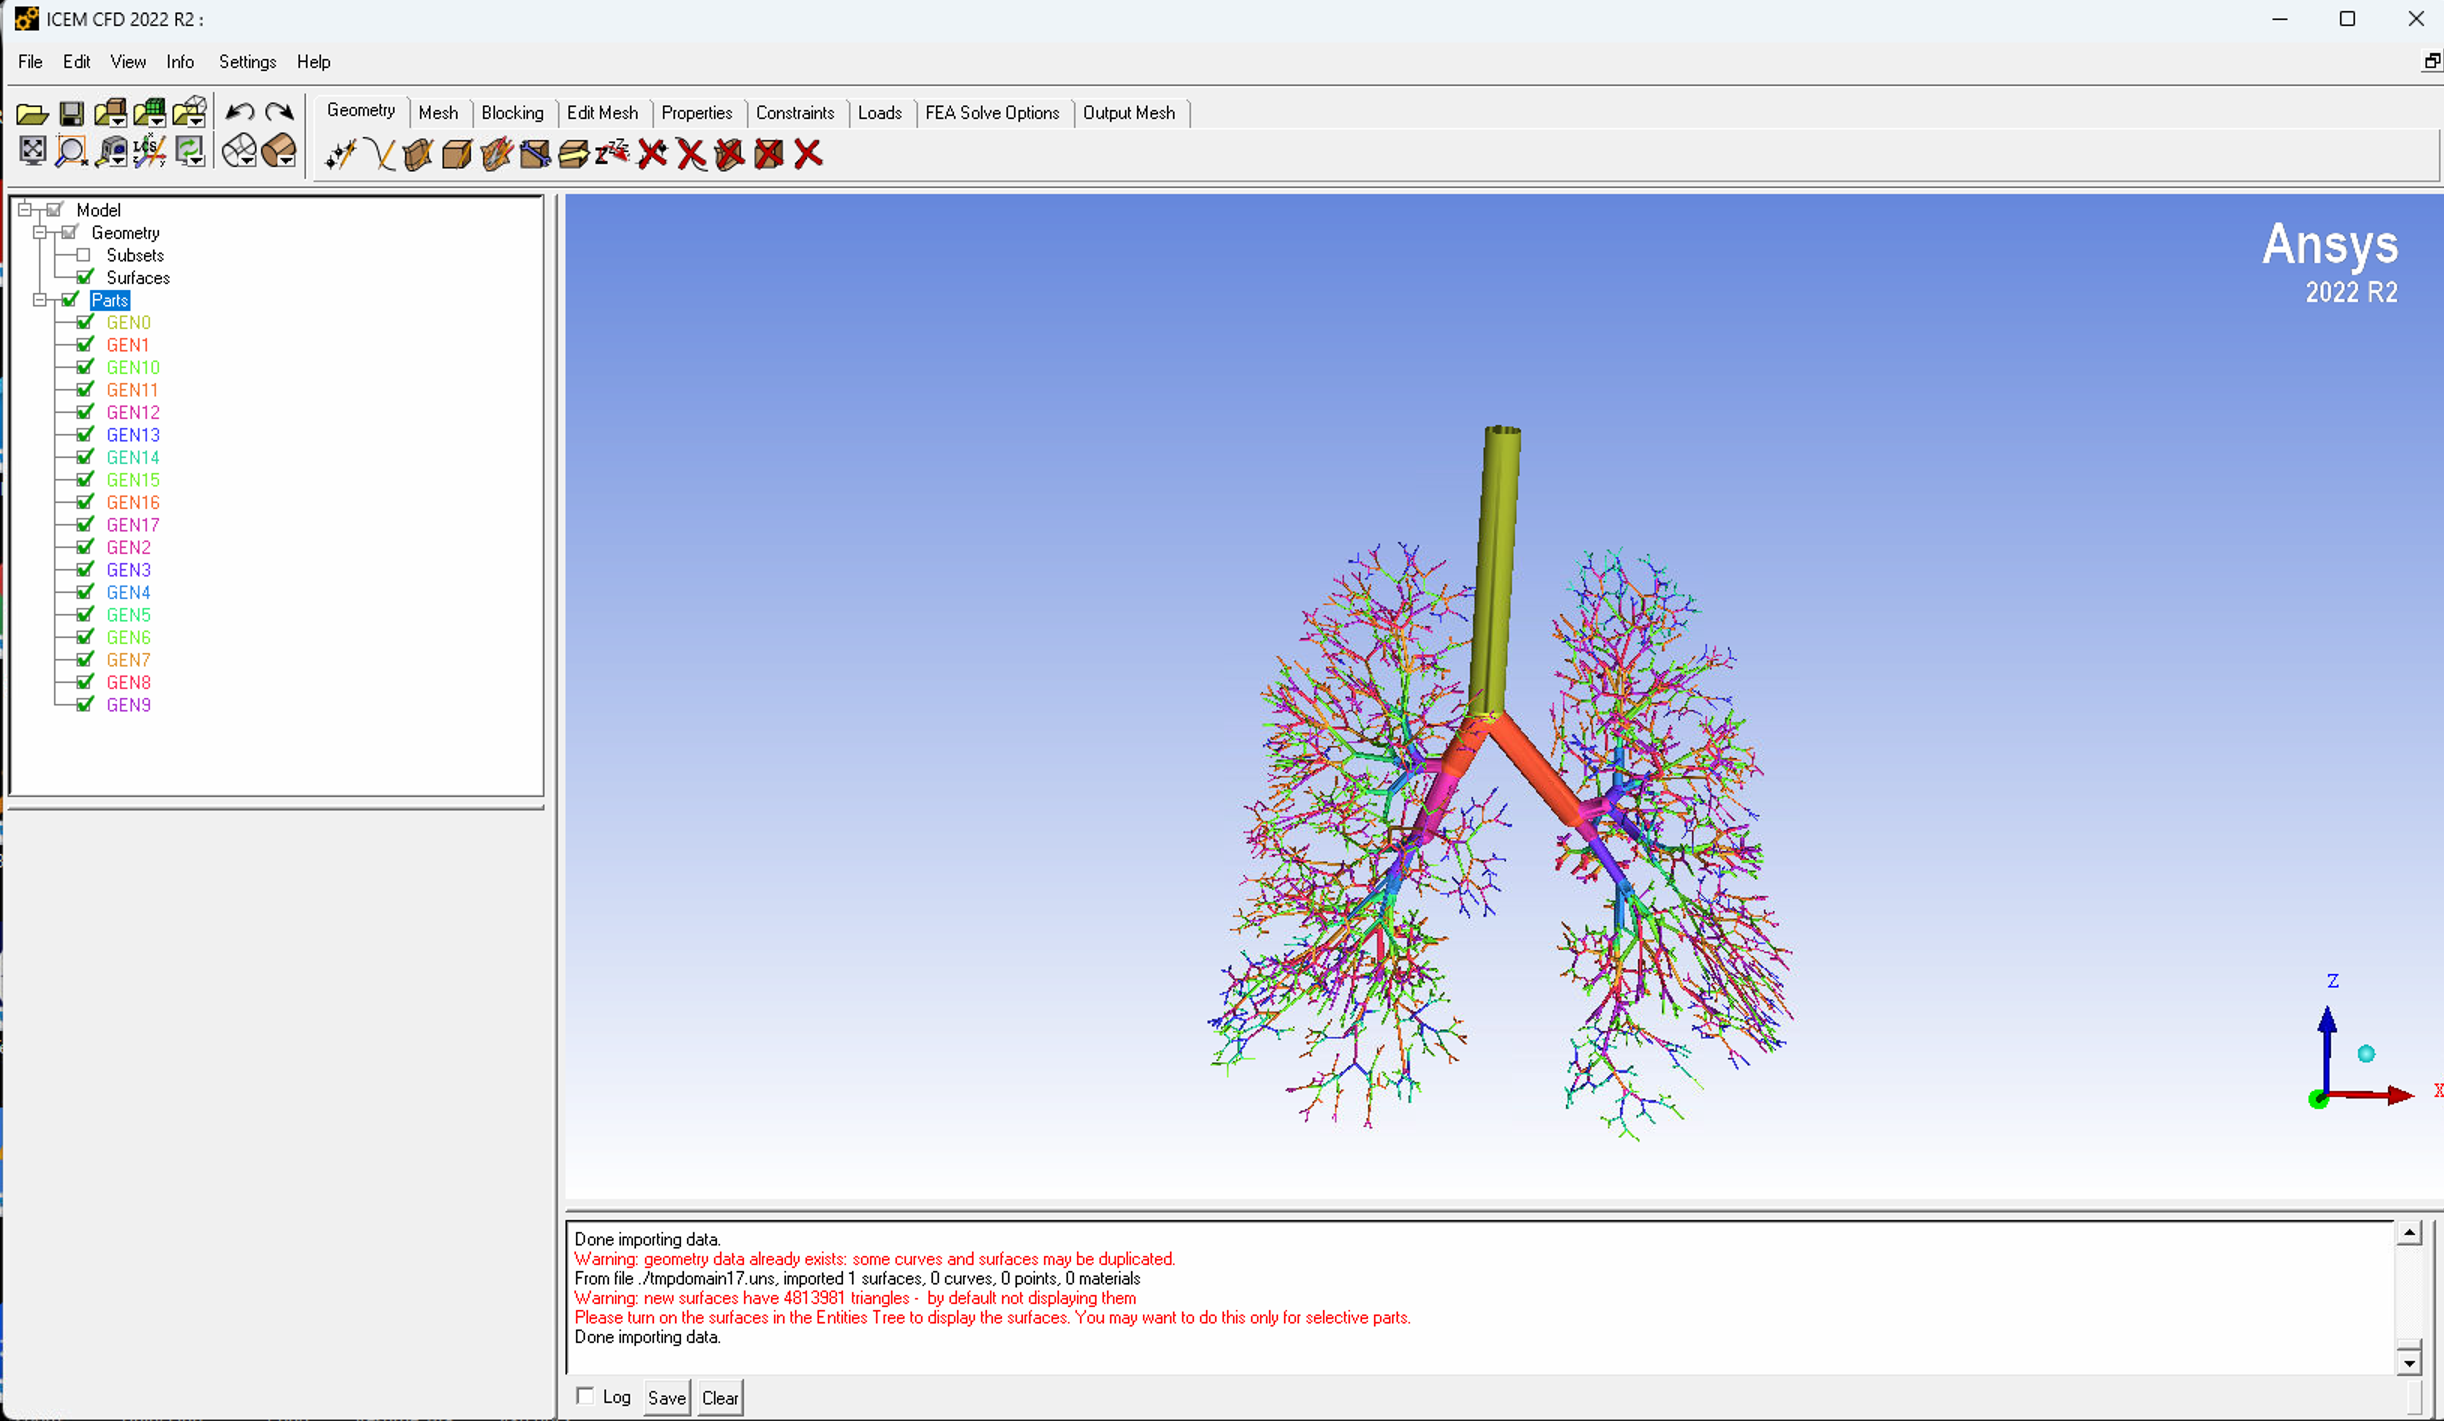 ICEM CFD 2022 R2 :
File Edit View Info Settings Help
Geometry Mesh Blocking Edit Mesh Properties Constraints Loads FEA Solve Options Output Mesh
LCS
Model
Geometry
Subsets
Surfaces
Parts
GEN0
GEN1
GEN10
GEN11
GEN12
GEN13
GEN14
GEN15
GEN16
GEN17
GEN2
GEN3
GEN4
GEN5
GEN6
GEN7
GEN8
GEN9
Ansys
2022 R2
Z
X
Done importing data.
Warning: geometry data already exists: some curves and surfaces may be duplicated.
From file ./tmpdomain17.uns, imported 1 surfaces, 0 curves, 0 points, 0 materials
Warning: new surfaces have 4813981 triangles - by default not displaying them
Please turn on the surfaces in the Entities Tree to display the surfaces. You may want to do this only for selective parts.
Done importing data.
Log Save Clear